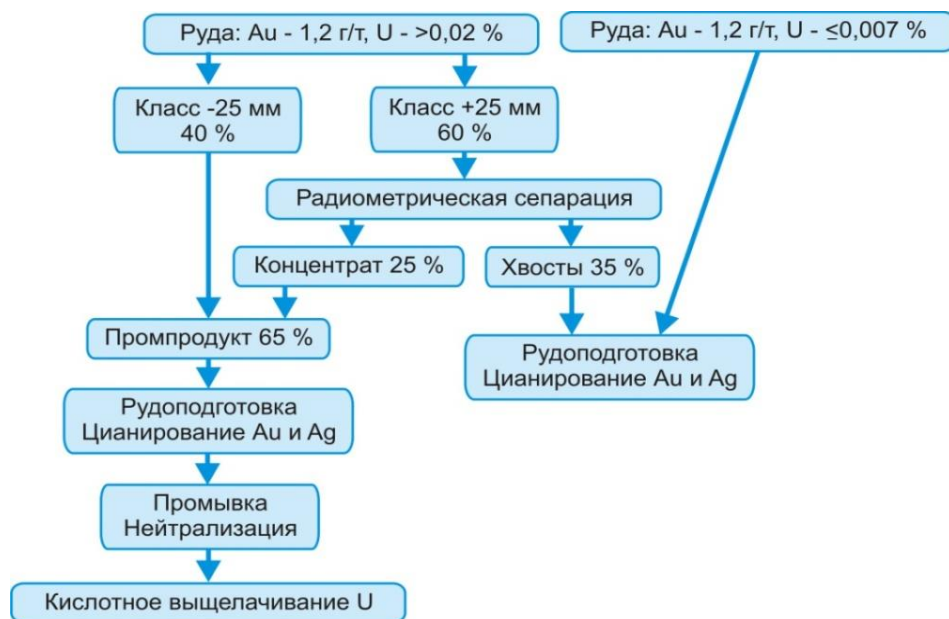 Руда: Au - 1,2 г/т, U - >0,02 %
Руда: Au - 1,2 г/т, U - ≤0,007 %
Класс -25 мм
40 %
Класс +25 мм
60 %
Радиометрическая сепарация
Концентрат 25 %
Хвосты 35 %
Промпродукт 65 %
Рудоподготовка
Цианирование Au и Ag
Рудоподготовка
Цианирование Au и Ag
Промывка
Нейтрализация
Кислотное выщелачивание U